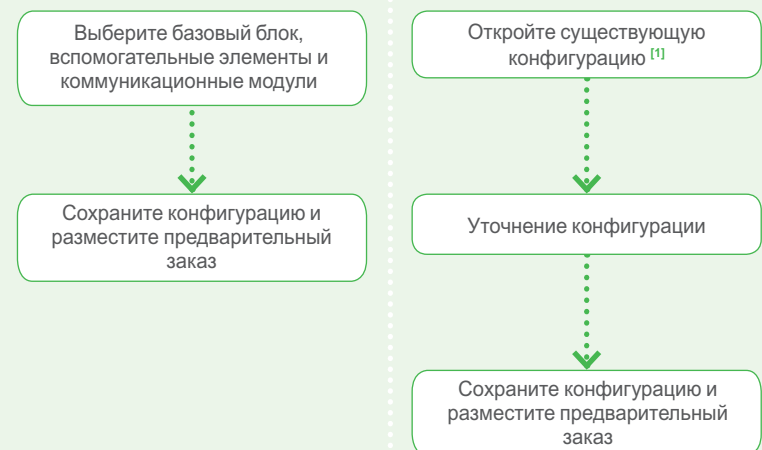 Выберите базовый блок,
вспомогательные элементы и
коммуникационные модули
Сохраните конфигурацию и
разместите предварительный
заказ
Откройте существующую
конфигурацию [1]
Уточнение конфигурации
Сохраните конфигурацию и
разместите предварительный
заказ